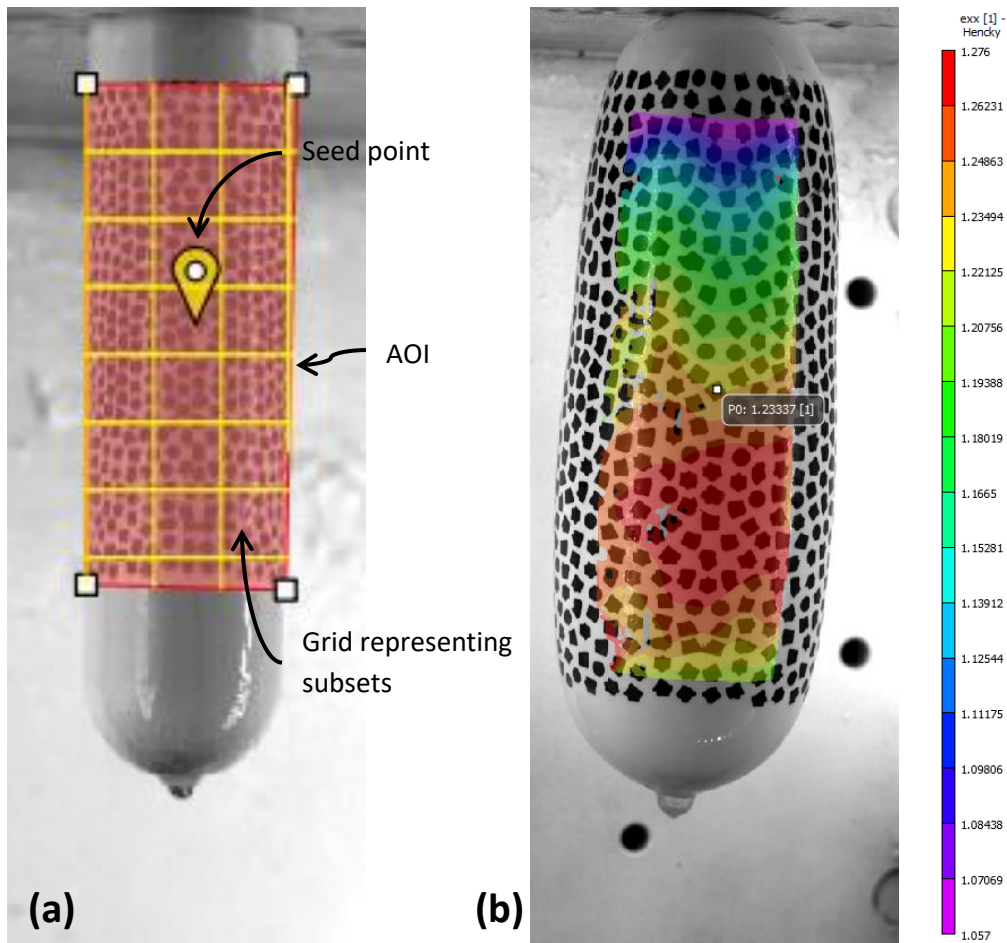 Seed point
AOI
Grid representing
subsets
(a)
P0: 1.23337 [1]
(b)
exx [1] -
Hencky
1.276
1.26231
1.24863
1.23494
1.22125
1.20756
1.19388
1.18019
1.1665
1.15281
1.13912
1.12544
1.11175
1.09806
1.08438
1.07069
1.057